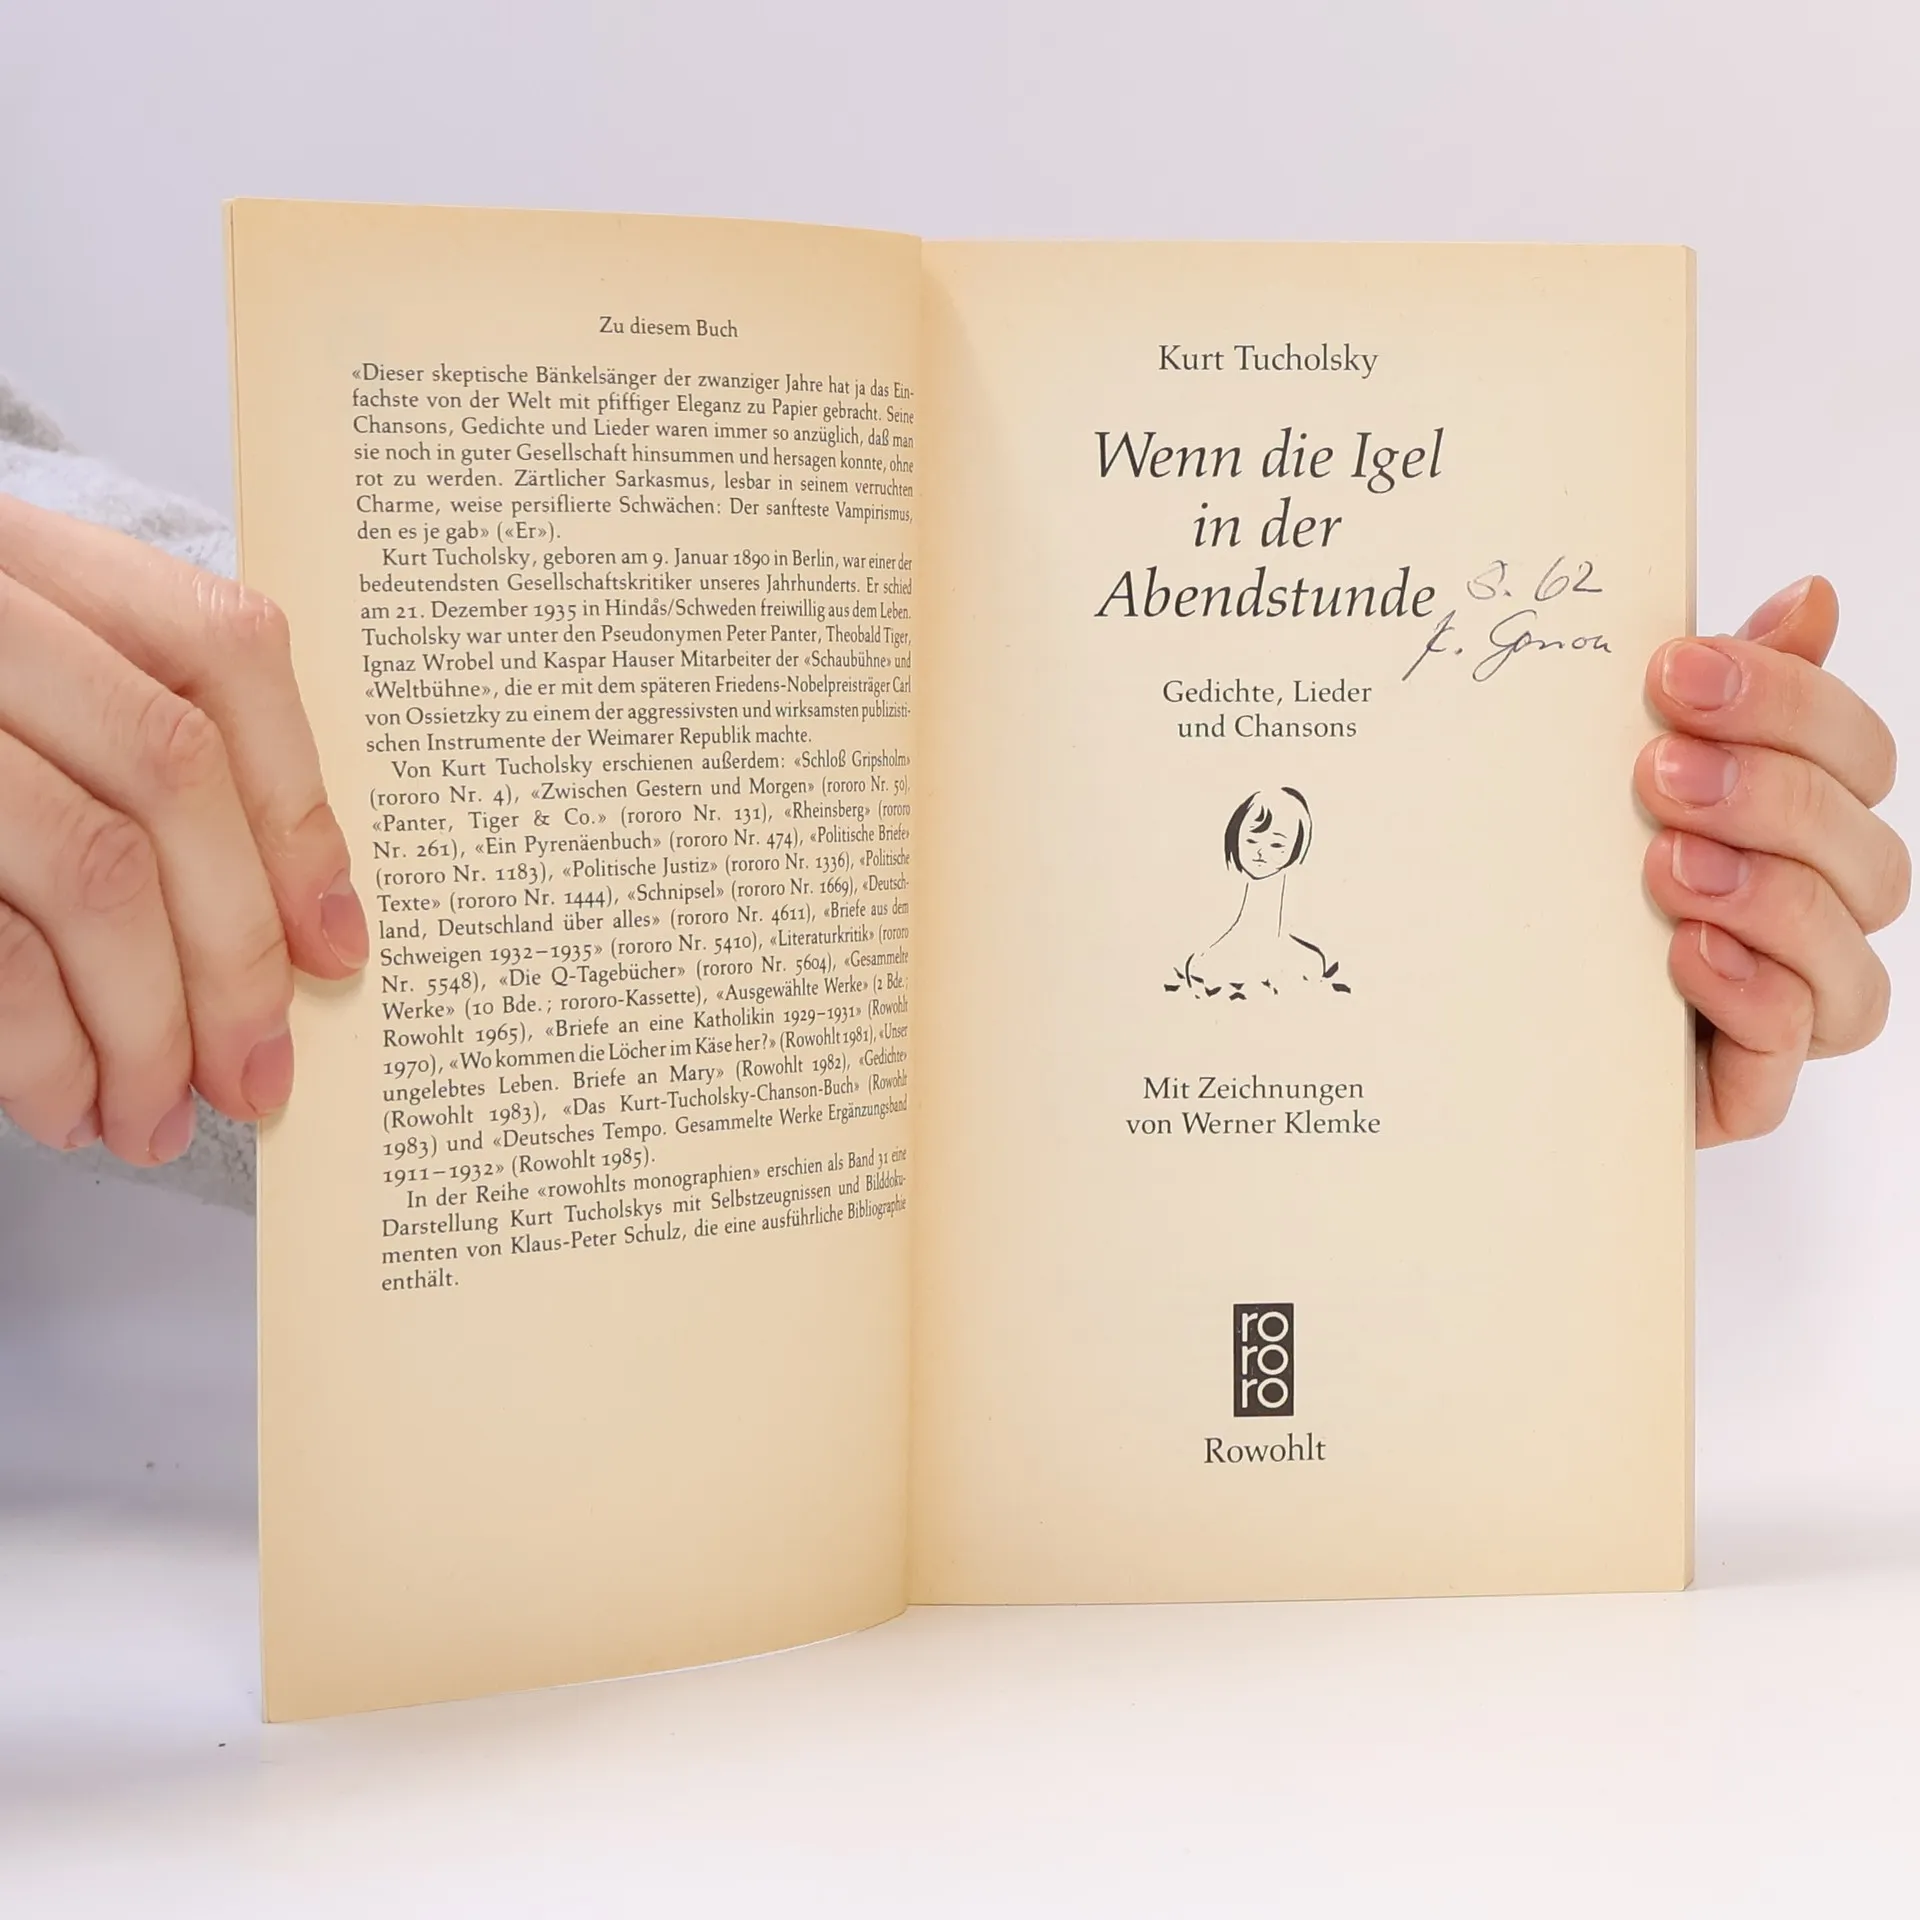 Zu diesem Buch
«Dieser skeptische Bänkelsänger der zwanziger Jahre hat ja das Ein-
fachste von der Welt mit pfiffiger Eleganz zu Papier gebracht. Seine
Chansons, Gedichte und Lieder waren immer so anzüglich, daß man
sie noch in guter Gesellschaft hinsummen und hersagen konnte, ohne
rot zu werden. Zärtlicher Sarkasmus, lesbar in seinem verruchten
Charme, weise persiflierte Schwächen: Der sanfteste Vampirismus,
den es je gab» («Er»).
Kurt Tucholsky, geboren am 9. Januar 1890 in Berlin, war einer der
bedeutendsten Gesellschaftskritiker unseres Jahrhunderts. Er schied
am 21. Dezember 1935 in Hindås/Schweden freiwillig aus dem Leben.
Tucholsky war unter den Pseudonymen Peter Panter, Theobald Tiger,
Ignaz Wrobel und Kaspar Hauser Mitarbeiter der «Schaubühne» und
«Weltbühne», die er mit dem späteren Friedens-Nobelpreisträger Carl
von Ossietzky zu einem der aggressivsten und wirksamsten publizisti-
schen Instrumente der Weimarer Republik machte.
Von Kurt Tucholsky erschienen außerdem: «Schloß Gripsholm»
(rororo Nr. 4), «Zwischen Gestern und Morgen» (rororo Nr. 50),
«Panter, Tiger & Co.» (rororo Nr. 131), «Rheinsberg» (rororo
Nr. 261), «Ein Pyrenäenbuch» (rororo Nr. 474), «Politische Briefe»
(rororo Nr. 1183), «Politische Justiz» (rororo Nr. 1336), «Politische
Texte» (rororo Nr. 1444), «Schnipsel» (rororo Nr. 1669), «Deutsch-
land, Deutschland über alles» (rororo Nr. 4611), «Briefe aus dem
Schweigen 1932–1935» (rororo Nr. 5410), «Literaturkritik» (rororo
Nr. 5548), «Die Q-Tagebücher» (rororo Nr. 5604), «Gesammelte
Werke» (10 Bde.; rororo-Kassette), «Ausgewählte Werke» (2 Bde.;
Rowohlt 1965), «Briefe an eine Katholikin 1929–1931» (Rowohlt
1970), «Wo kommen die Löcher im Käse her?» (Rowohlt 1981), «Unser
ungelebtes Leben. Briefe an Mary» (Rowohlt 1982), «Gedichte»
(Rowohlt 1983), «Das Kurt-Tucholsky-Chanson-Buch» (Rowohlt
1983) und «Deutsches Tempo. Gesammelte Werke Ergänzungsband
1911–1932» (Rowohlt 1985).
In der Reihe «rowohlts monographien» erschien als Band 31 eine
Darstellung Kurt Tucholskys mit Selbstzeugnissen und Bilddoku-
menten von Klaus-Peter Schulz, die eine ausführliche Bibliographie
enthält.
Kurt Tucholsky
Wenn die Igel
in der
Abendstunde
62
Gedichte, Lieder
und Chansons
Mit Zeichnungen
von Werner Klemke
ro
ro
ro
Rowohlt